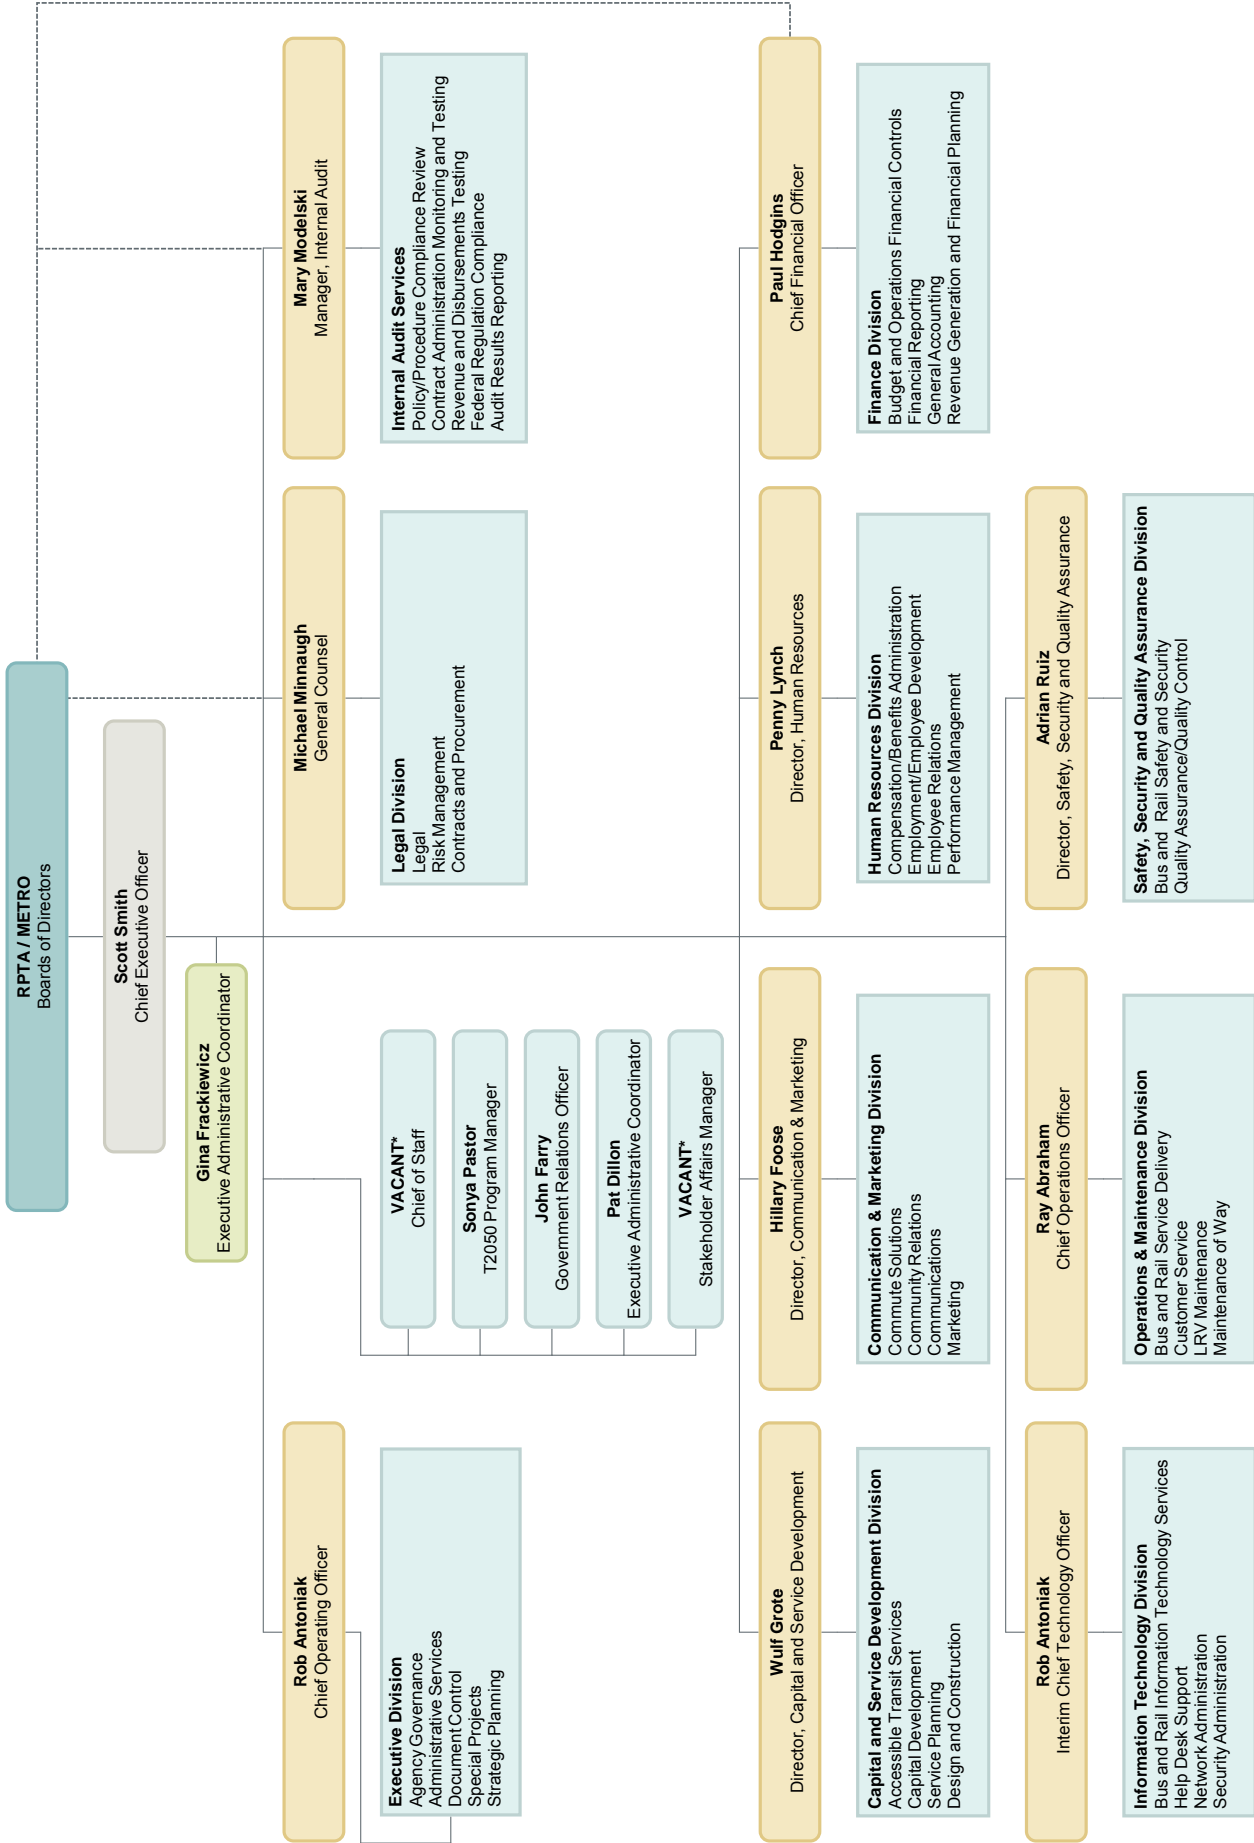 RPTA / METRO
Boards of Directors
Scott Smith
Chief Executive Officer
Gina Frackiewicz
Executive Administrative Coordinator
Rob Antoniak
Chief Operating Officer
Executive Division
Agency Governance
Administrative Services
Document Control
Special Projects
Strategic Planning
VACANT*
Chief of Staff
Sonya Pastor
T2050 Program Manager
John Farry
Government Relations Officer
Pat Dillon
Executive Administrative Coordinator
VACANT*
Stakeholder Affairs Manager
Michael Minnaugh
General Counsel
Legal Division
Legal
Risk Management
Contracts and Procurement
Mary Modelski
Manager, Internal Audit
Internal Audit Services
Policy/Procedure Compliance Review
Contract Administration Monitoring and Testing
Revenue and Disbursements Testing
Federal Regulation Compliance
Audit Results Reporting
Wulf Grote
Director, Capital and Service Development
Capital and Service Development Division
Accessible Transit Services
Capital Development
Service Planning
Design and Construction
Hillary Foose
Director, Communication & Marketing
Communication & Marketing Division
Commute Solutions
Community Relations
Communications
Marketing
Penny Lynch
Director, Human Resources
Human Resources Division
Compensation/Benefits Administration
Employment/Employee Development
Employee Relations
Performance Management
Paul Hodgins
Chief Financial Officer
Finance Division
Budget and Operations Financial Controls
Financial Reporting
General Accounting
Revenue Generation and Financial Planning
Rob Antoniak
Interim Chief Technology Officer
Information Technology Division
Bus and Rail Information Technology Services
Help Desk Support
Network Administration
Security Administration
Ray Abraham
Chief Operations Officer
Operations & Maintenance Division
Bus and Rail Service Delivery
Customer Service
LRV Maintenance
Maintenance of Way
Adrian Ruiz
Director, Safety, Security and Quality Assurance
Safety, Security and Quality Assurance Division
Bus and Rail Safety and Security
Quality Assurance/Quality Control